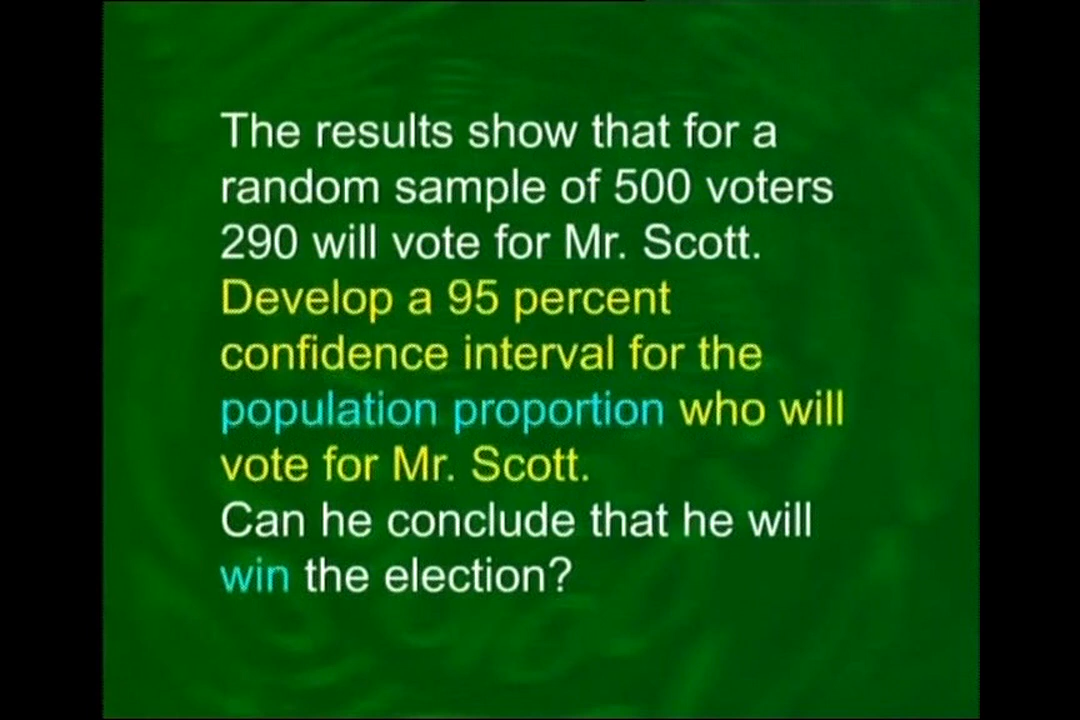 The results show that for a
random sample of 500 voters
290 will vote for Mr. Scott.
Develop a 95 percent
confidence interval for the
population proportion who will
vote for Mr. Scott.
Can he conclude that he will
win the election?